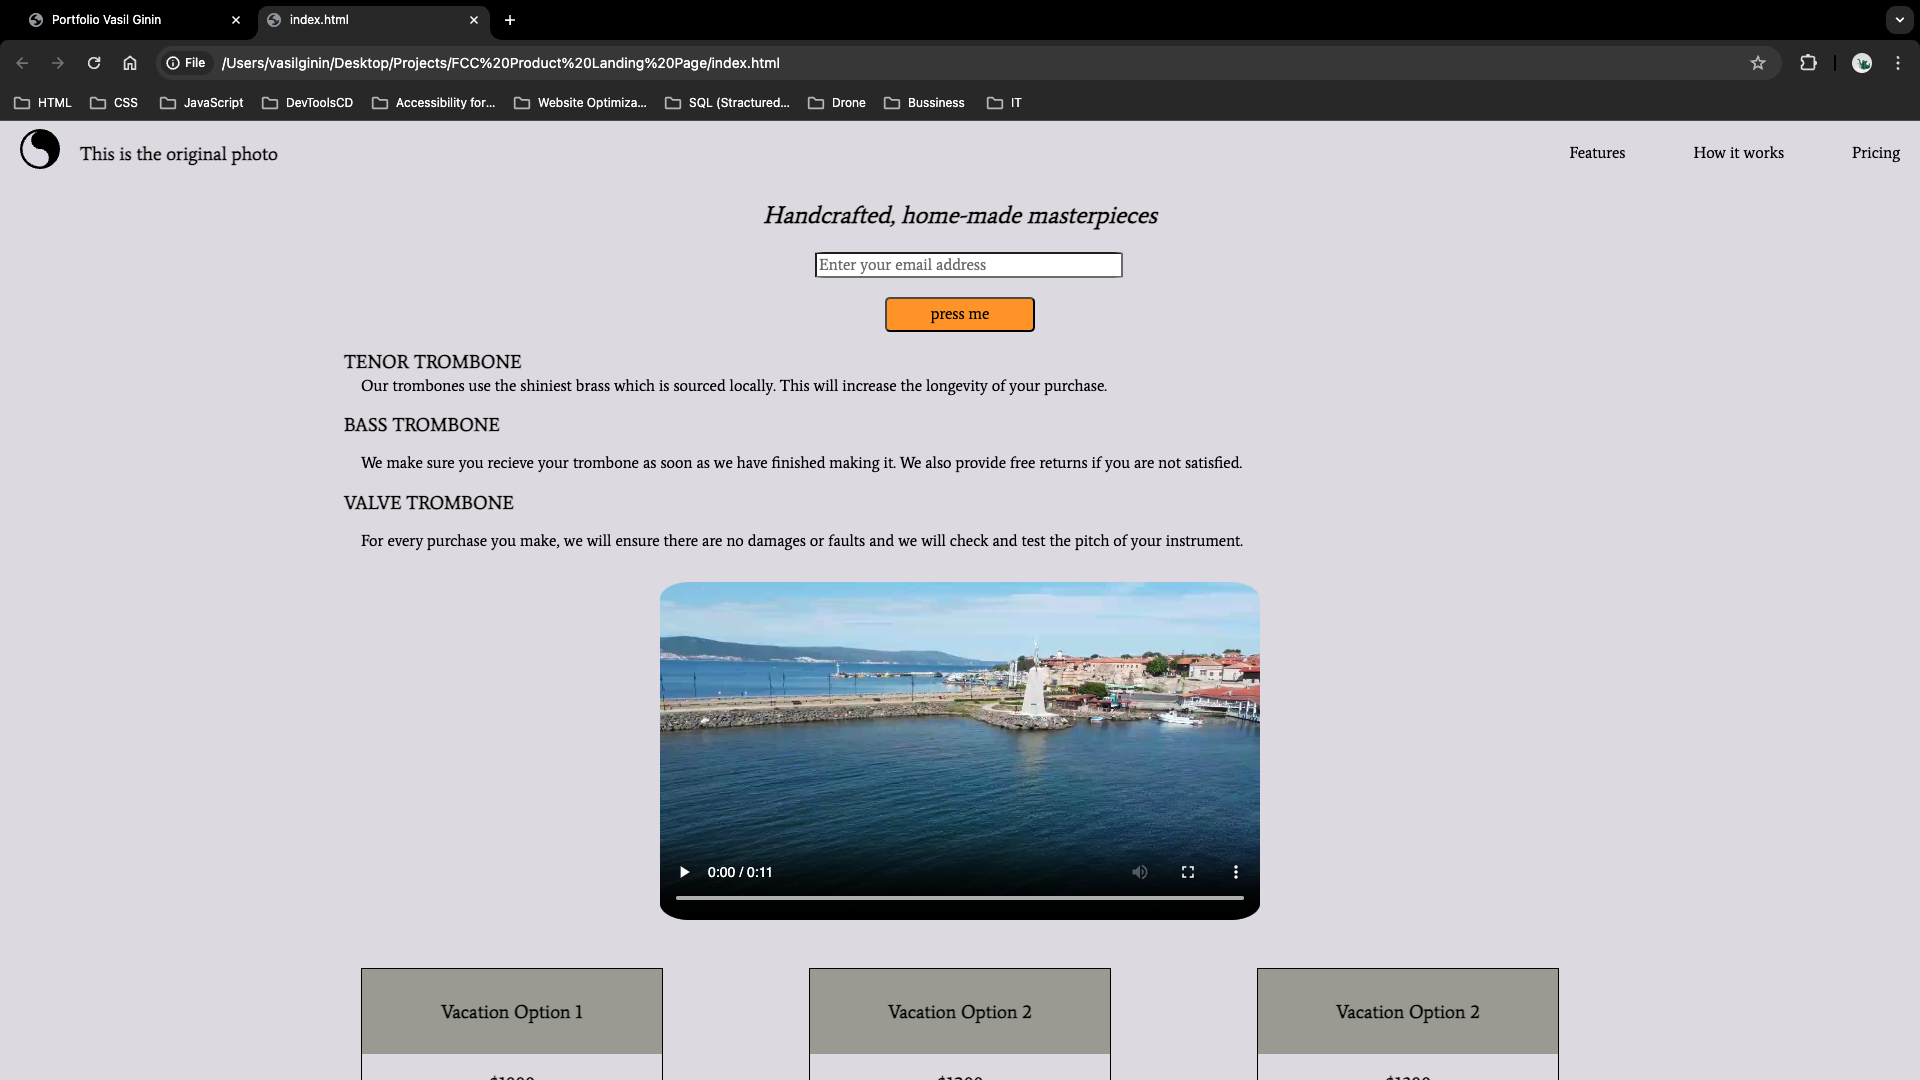 Portfolio Vasil Ginin
index.html
File
/Users/vasilginin/Desktop/Projects/FCC%20Product%20Landing%20Page/index.html
HTML
CSS
JavaScript
DevToolsCD
Accessibility for...
Website Optimiza...
SQL (Stractured...
Drone
Bussiness
IT
This is the original photo
Features
How it works
Pricing
Handcrafted, home-made masterpieces
Enter your email address
press me
TENOR TROMBONE
Our trombones use the shiniest brass which is sourced locally. This will increase the longevity of your purchase.
BASS TROMBONE
We make sure you recieve your trombone as soon as we have finished making it. We also provide free returns if you are not satisfied.
VALVE TROMBONE
For every purchase you make, we will ensure there are no damages or faults and we will check and test the pitch of your instrument.
0:00 / 0:11
Vacation Option 1
Vacation Option 2
Vacation Option 2